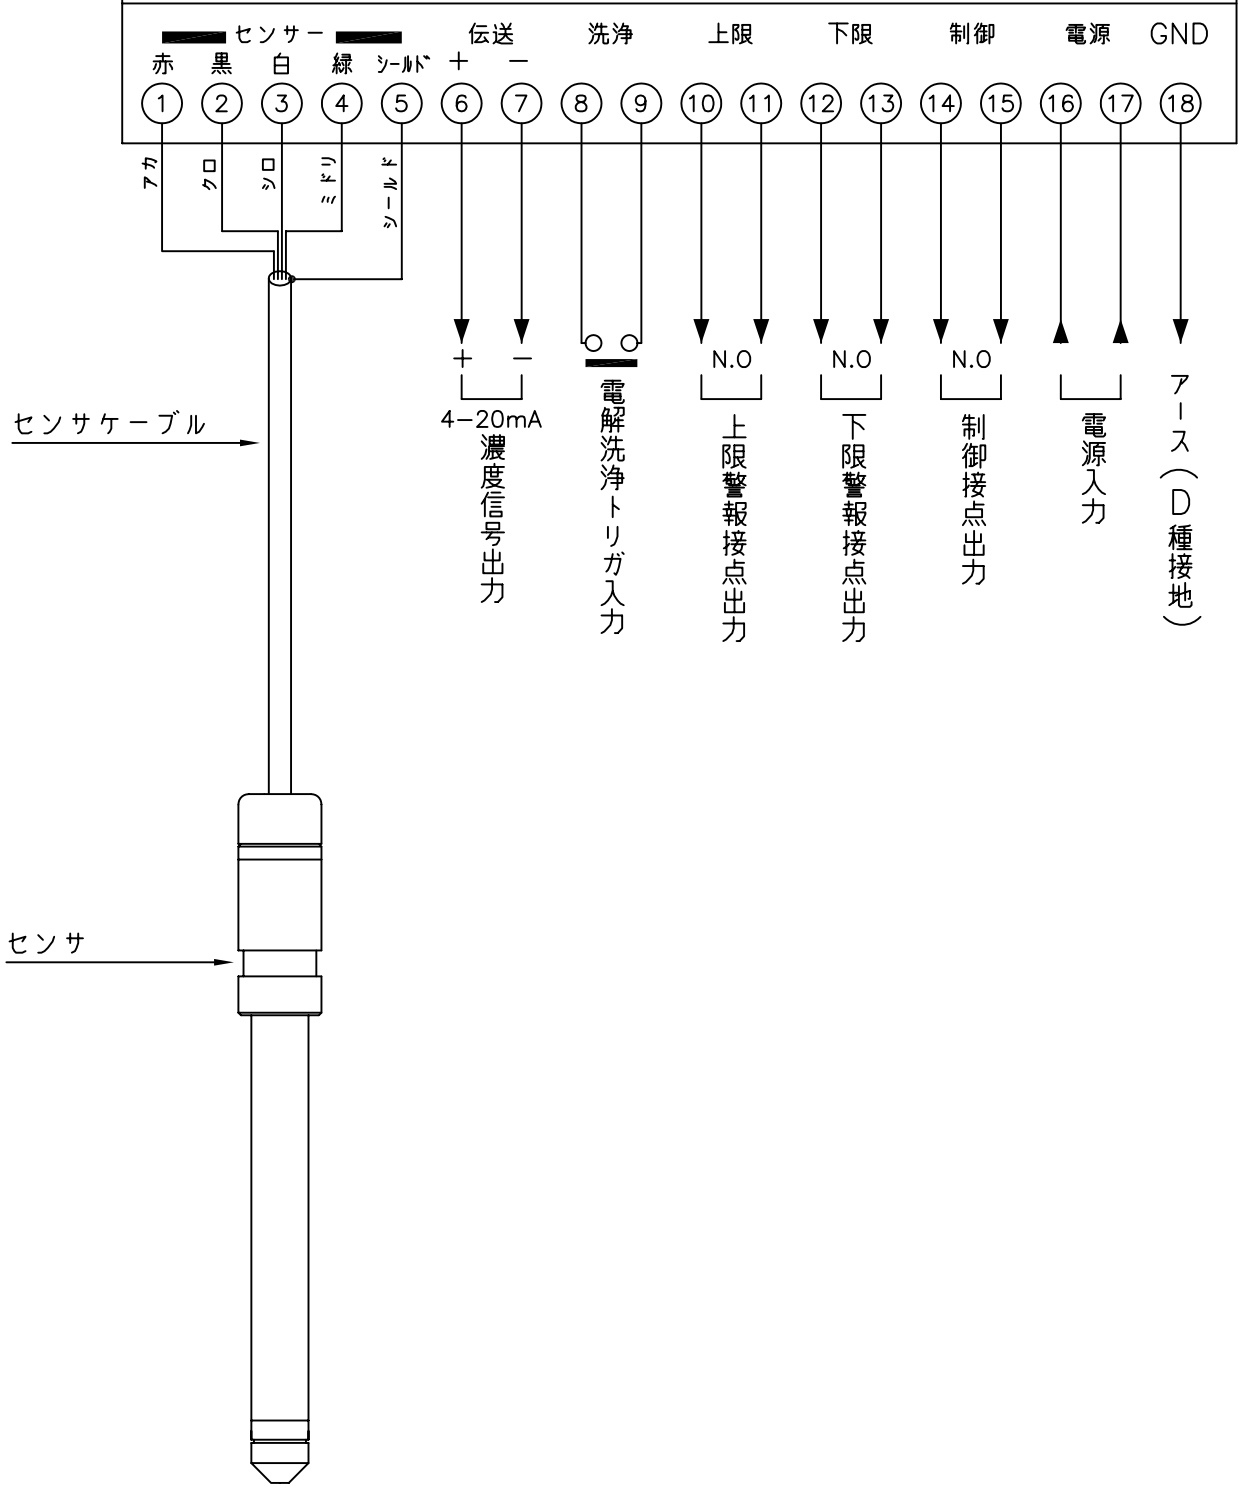 センサー 伝送 洗浄 上限 下限 制御 電源 GND
赤 黒 白 緑 シールド + −
1 2 3 4 5 6 7 8 9 10 11 12 13 14 15 16 17 18
アカ
クロ
シロ
ミドリ
シールド
+ −
4−20mA
濃度信号出力
電解洗浄トリガ入力
N.O
上限警報接点出力
N.O
下限警報接点出力
N.O
制御接点出力
電源入力
アース(D種接地)
センサケーブル
センサ